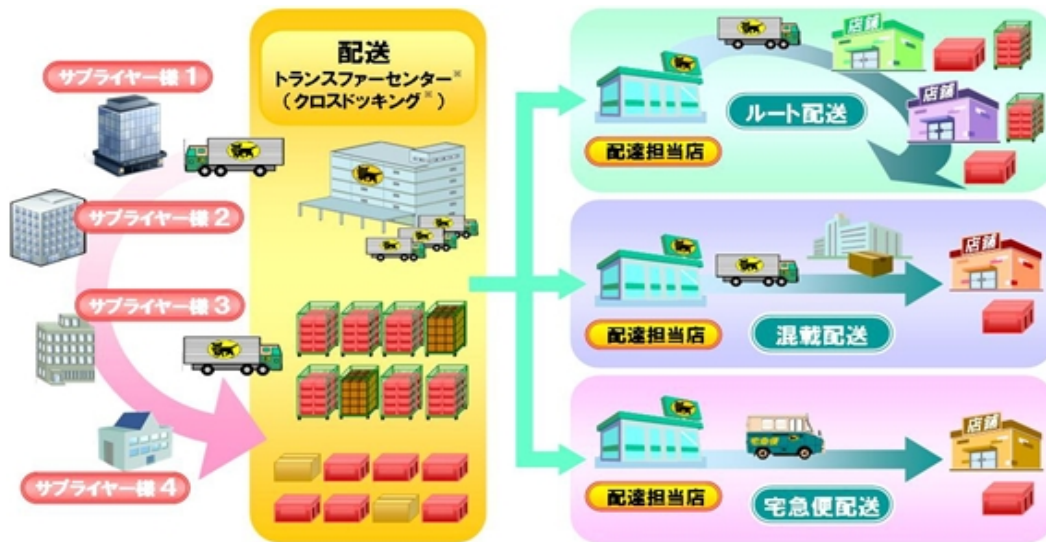 サプライヤー様 1
サプライヤー様 2
サプライヤー様 3
サプライヤー様 4
配送
トランスファーセンター※
（クロスドッキング※）
配達担当店
ルート配送
店舗
店舗
配達担当店
混載配送
店舗
配達担当店
宅急便配送
店舗